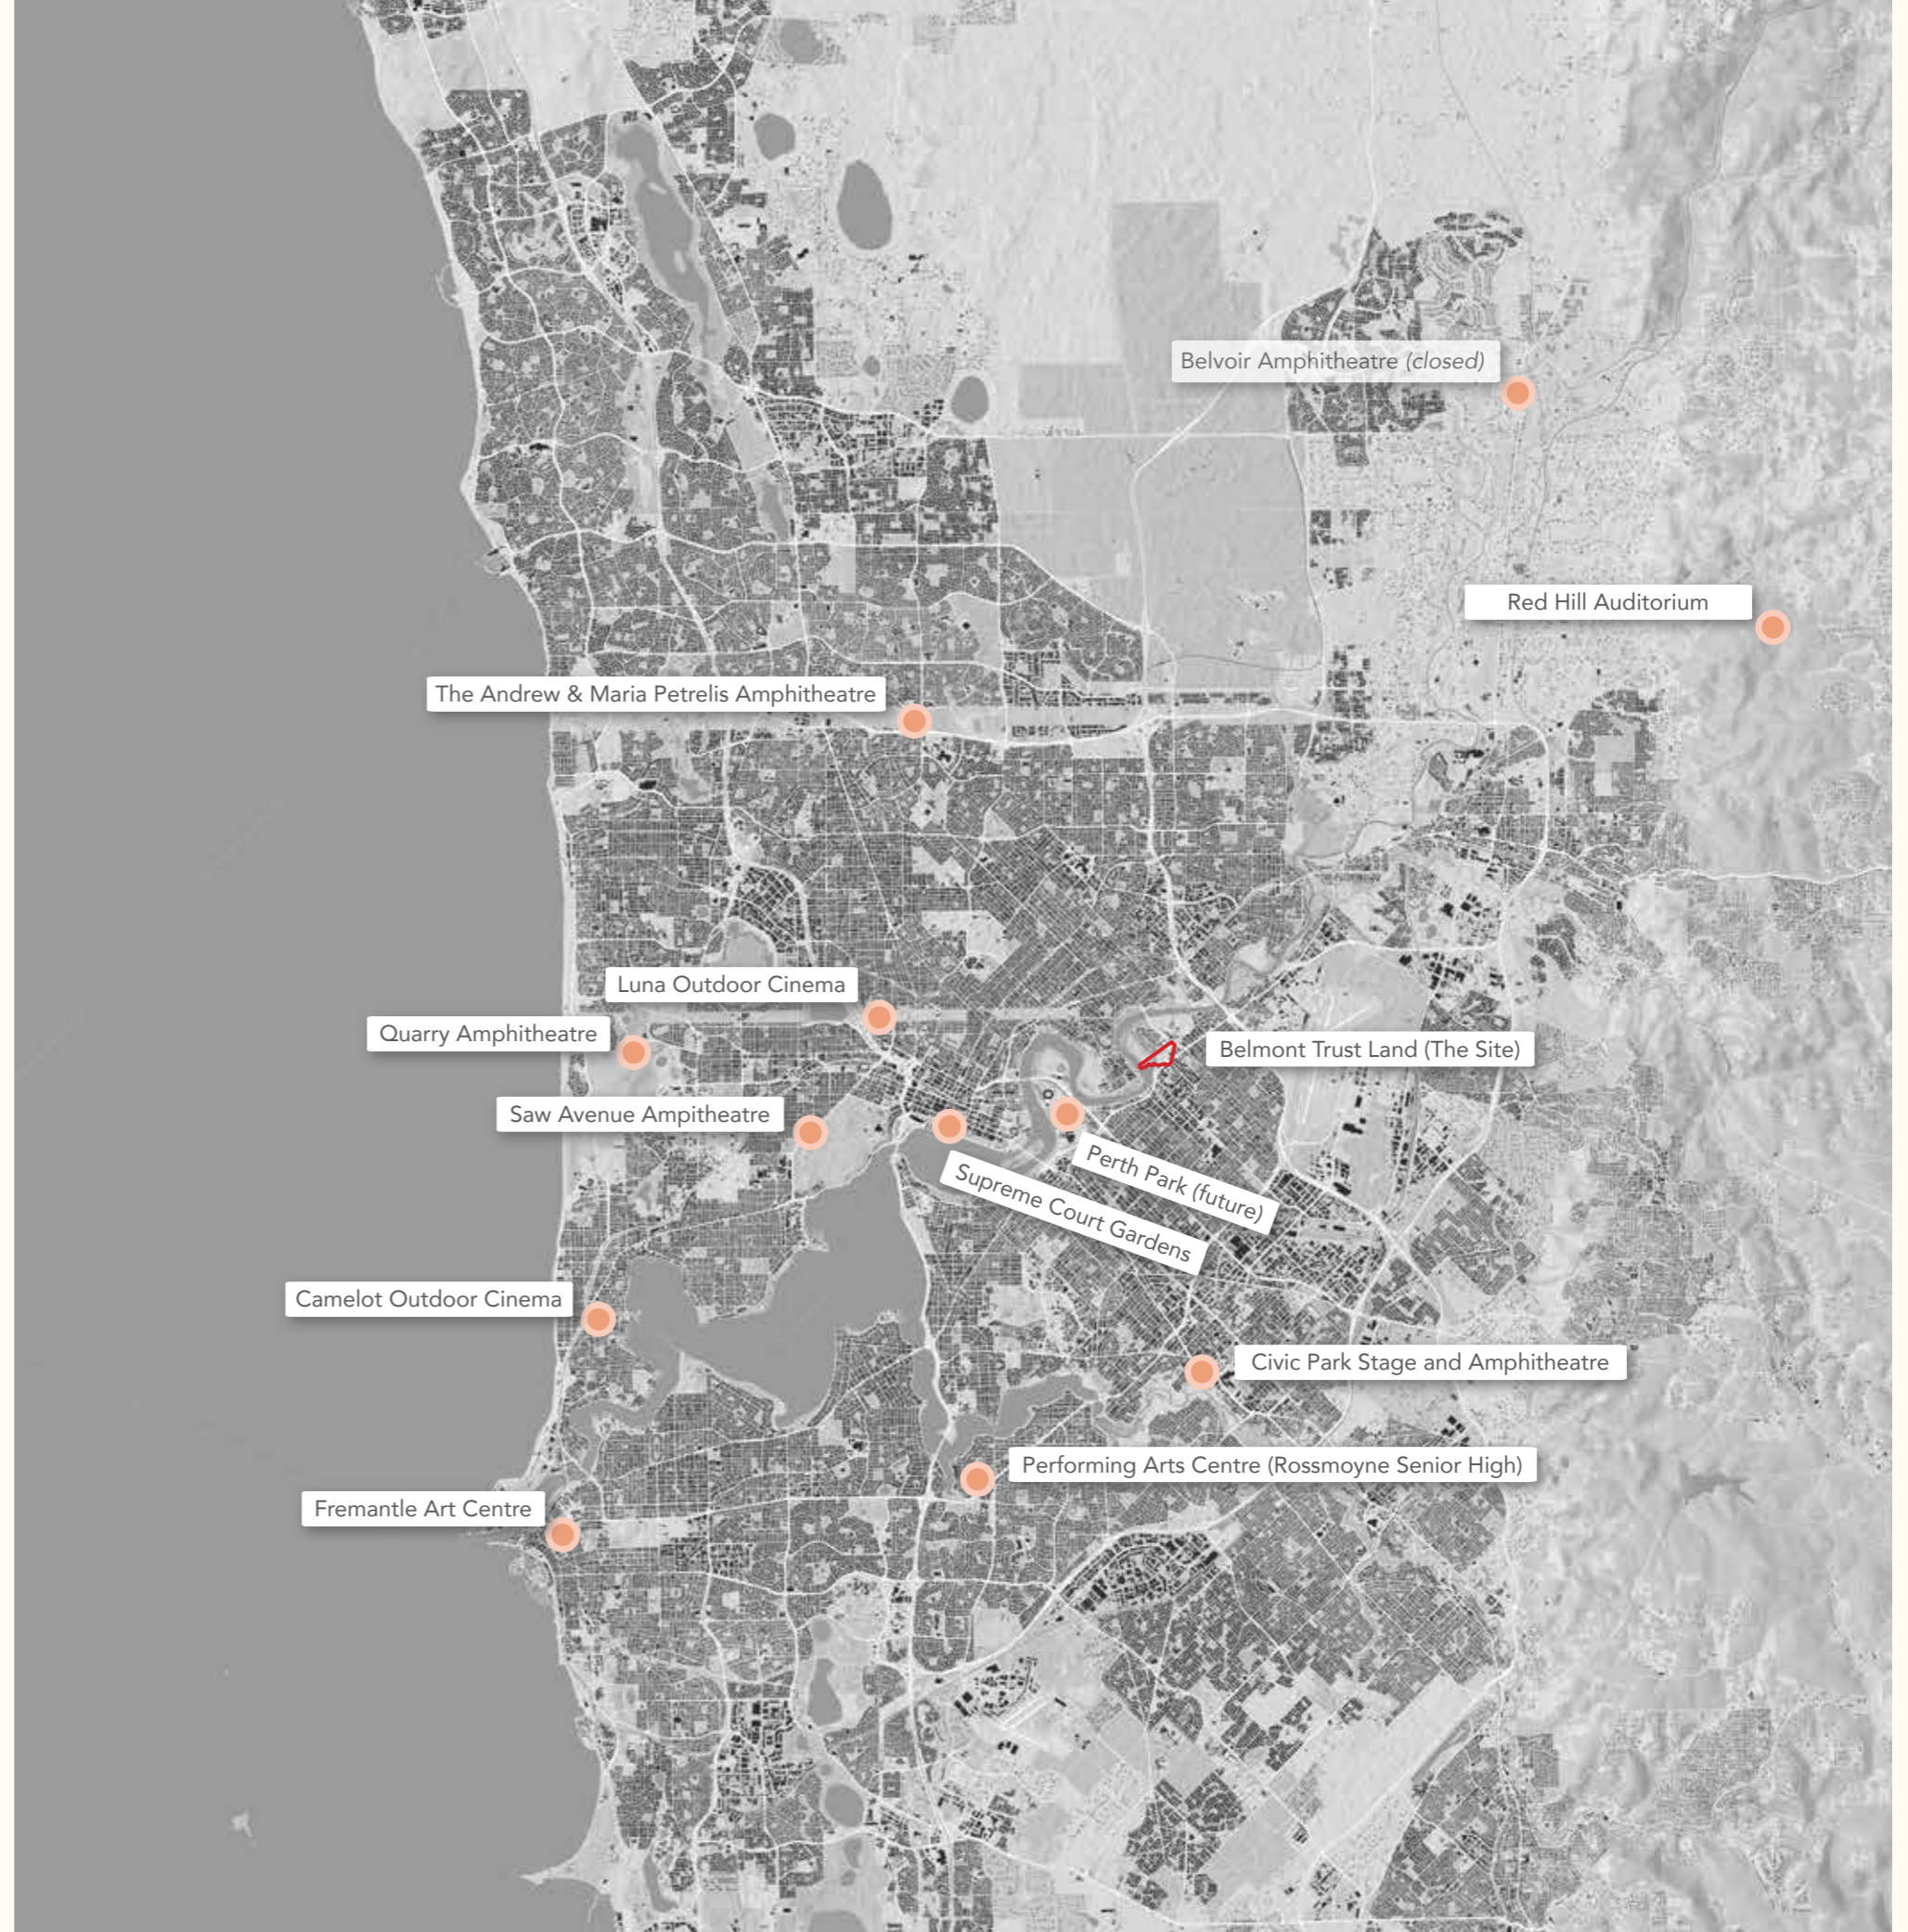 Belvoir Amphitheatre (closed)
Red Hill Auditorium
The Andrew & Maria Petrelis Amphitheatre
Luna Outdoor Cinema
Quarry Amphitheatre
Belmont Trust Land (The Site)
Saw Avenue Ampitheatre
Perth Park (future)
Supreme Court Gardens
Camelot Outdoor Cinema
Civic Park Stage and Amphitheatre
Performing Arts Centre (Rossmoyne Senior High)
Fremantle Art Centre